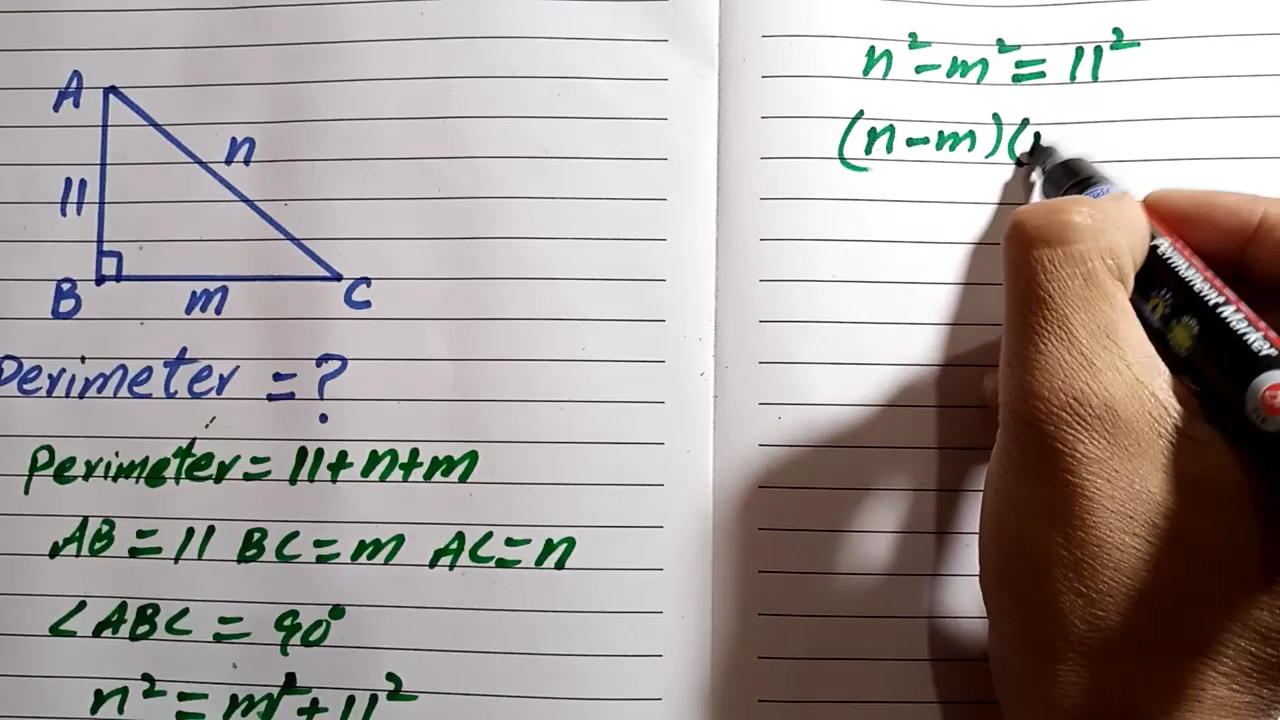 A
n
11
B
m
C
Perimeter = ?
Perimeter = 11+n+m
AB = 11 BC = m AC = n
∠ABC = 90°
n² = m² + 11²
n² - m² = 11²
(n - m)(
Permanent Marker